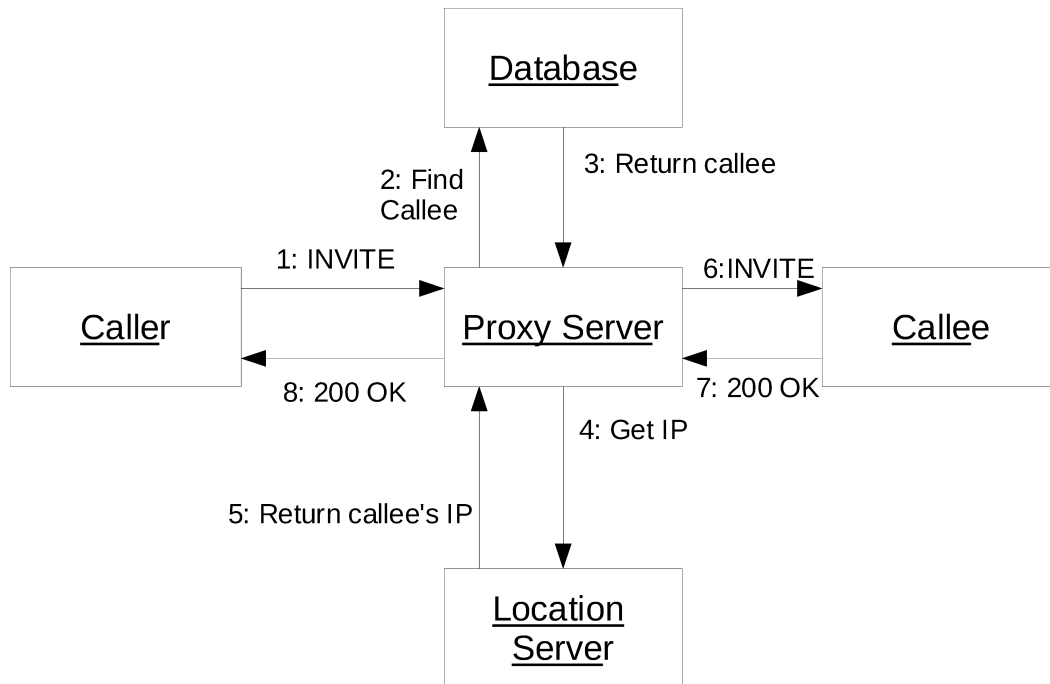 Database
2: Find
Callee
3: Return callee
1: INVITE
6:INVITE
Caller
Proxy Server
Callee
8: 200 OK
7: 200 OK
4: Get IP
5: Return callee's IP
Location
Server